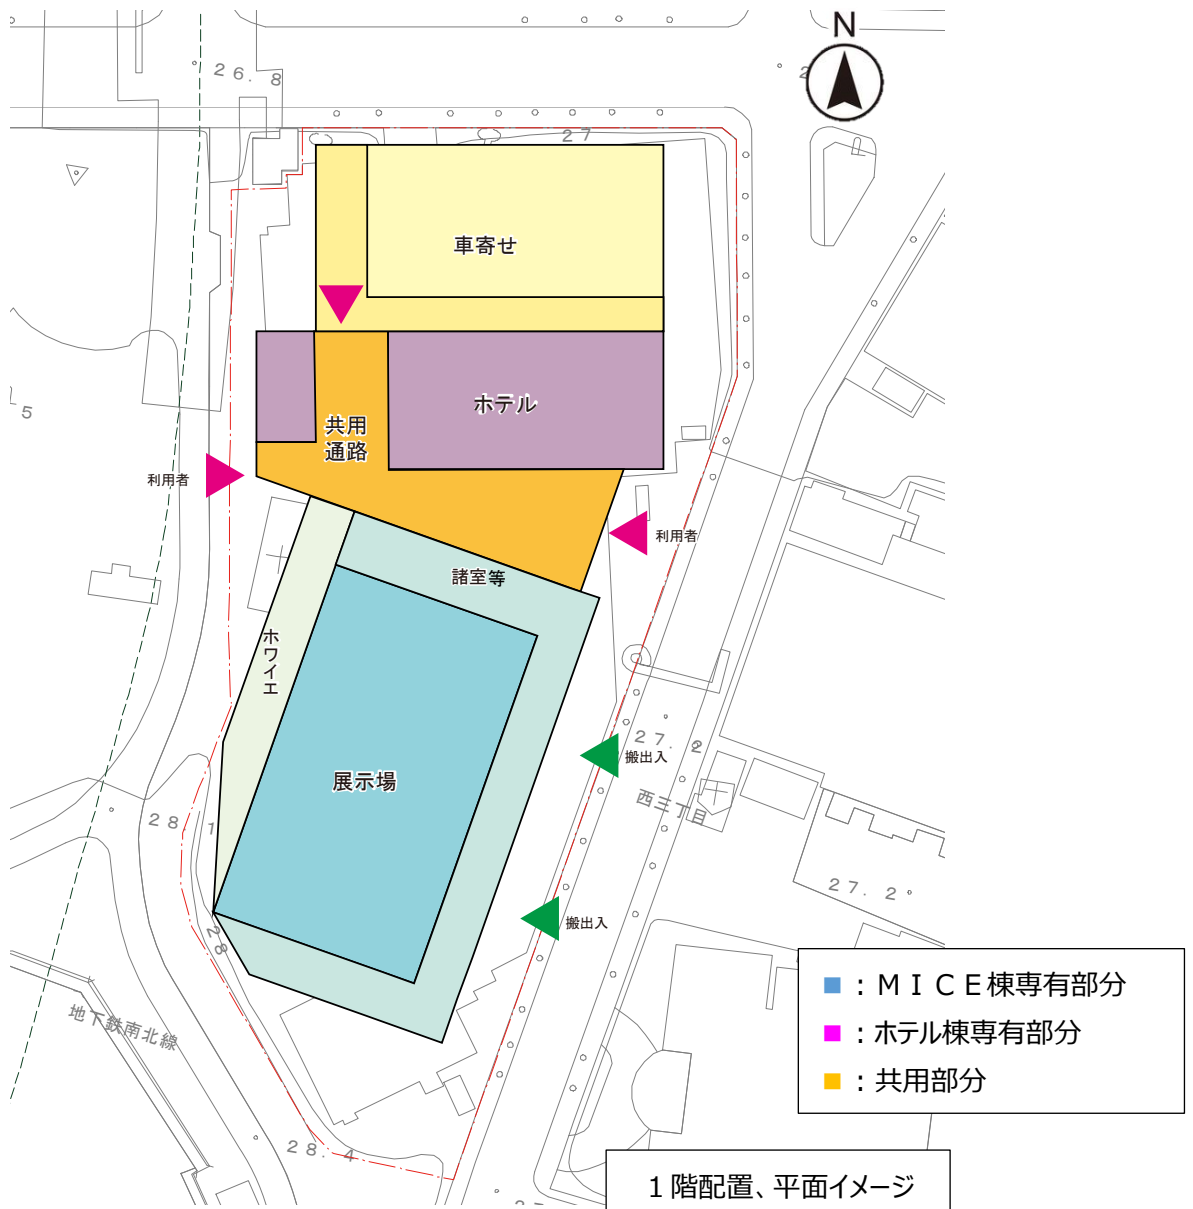 N
26.8
27
車寄せ
ホテル
5
共用
通路
利用者
利用者
諸室等
ホワイエ
27.2
搬出入
展示場
西三丁目
28.1
27.2
搬出入
28
地下鉄南北線
28.4
■：ＭＩＣＥ棟専有部分
■：ホテル棟専有部分
■：共用部分
１階配置、平面イメージ